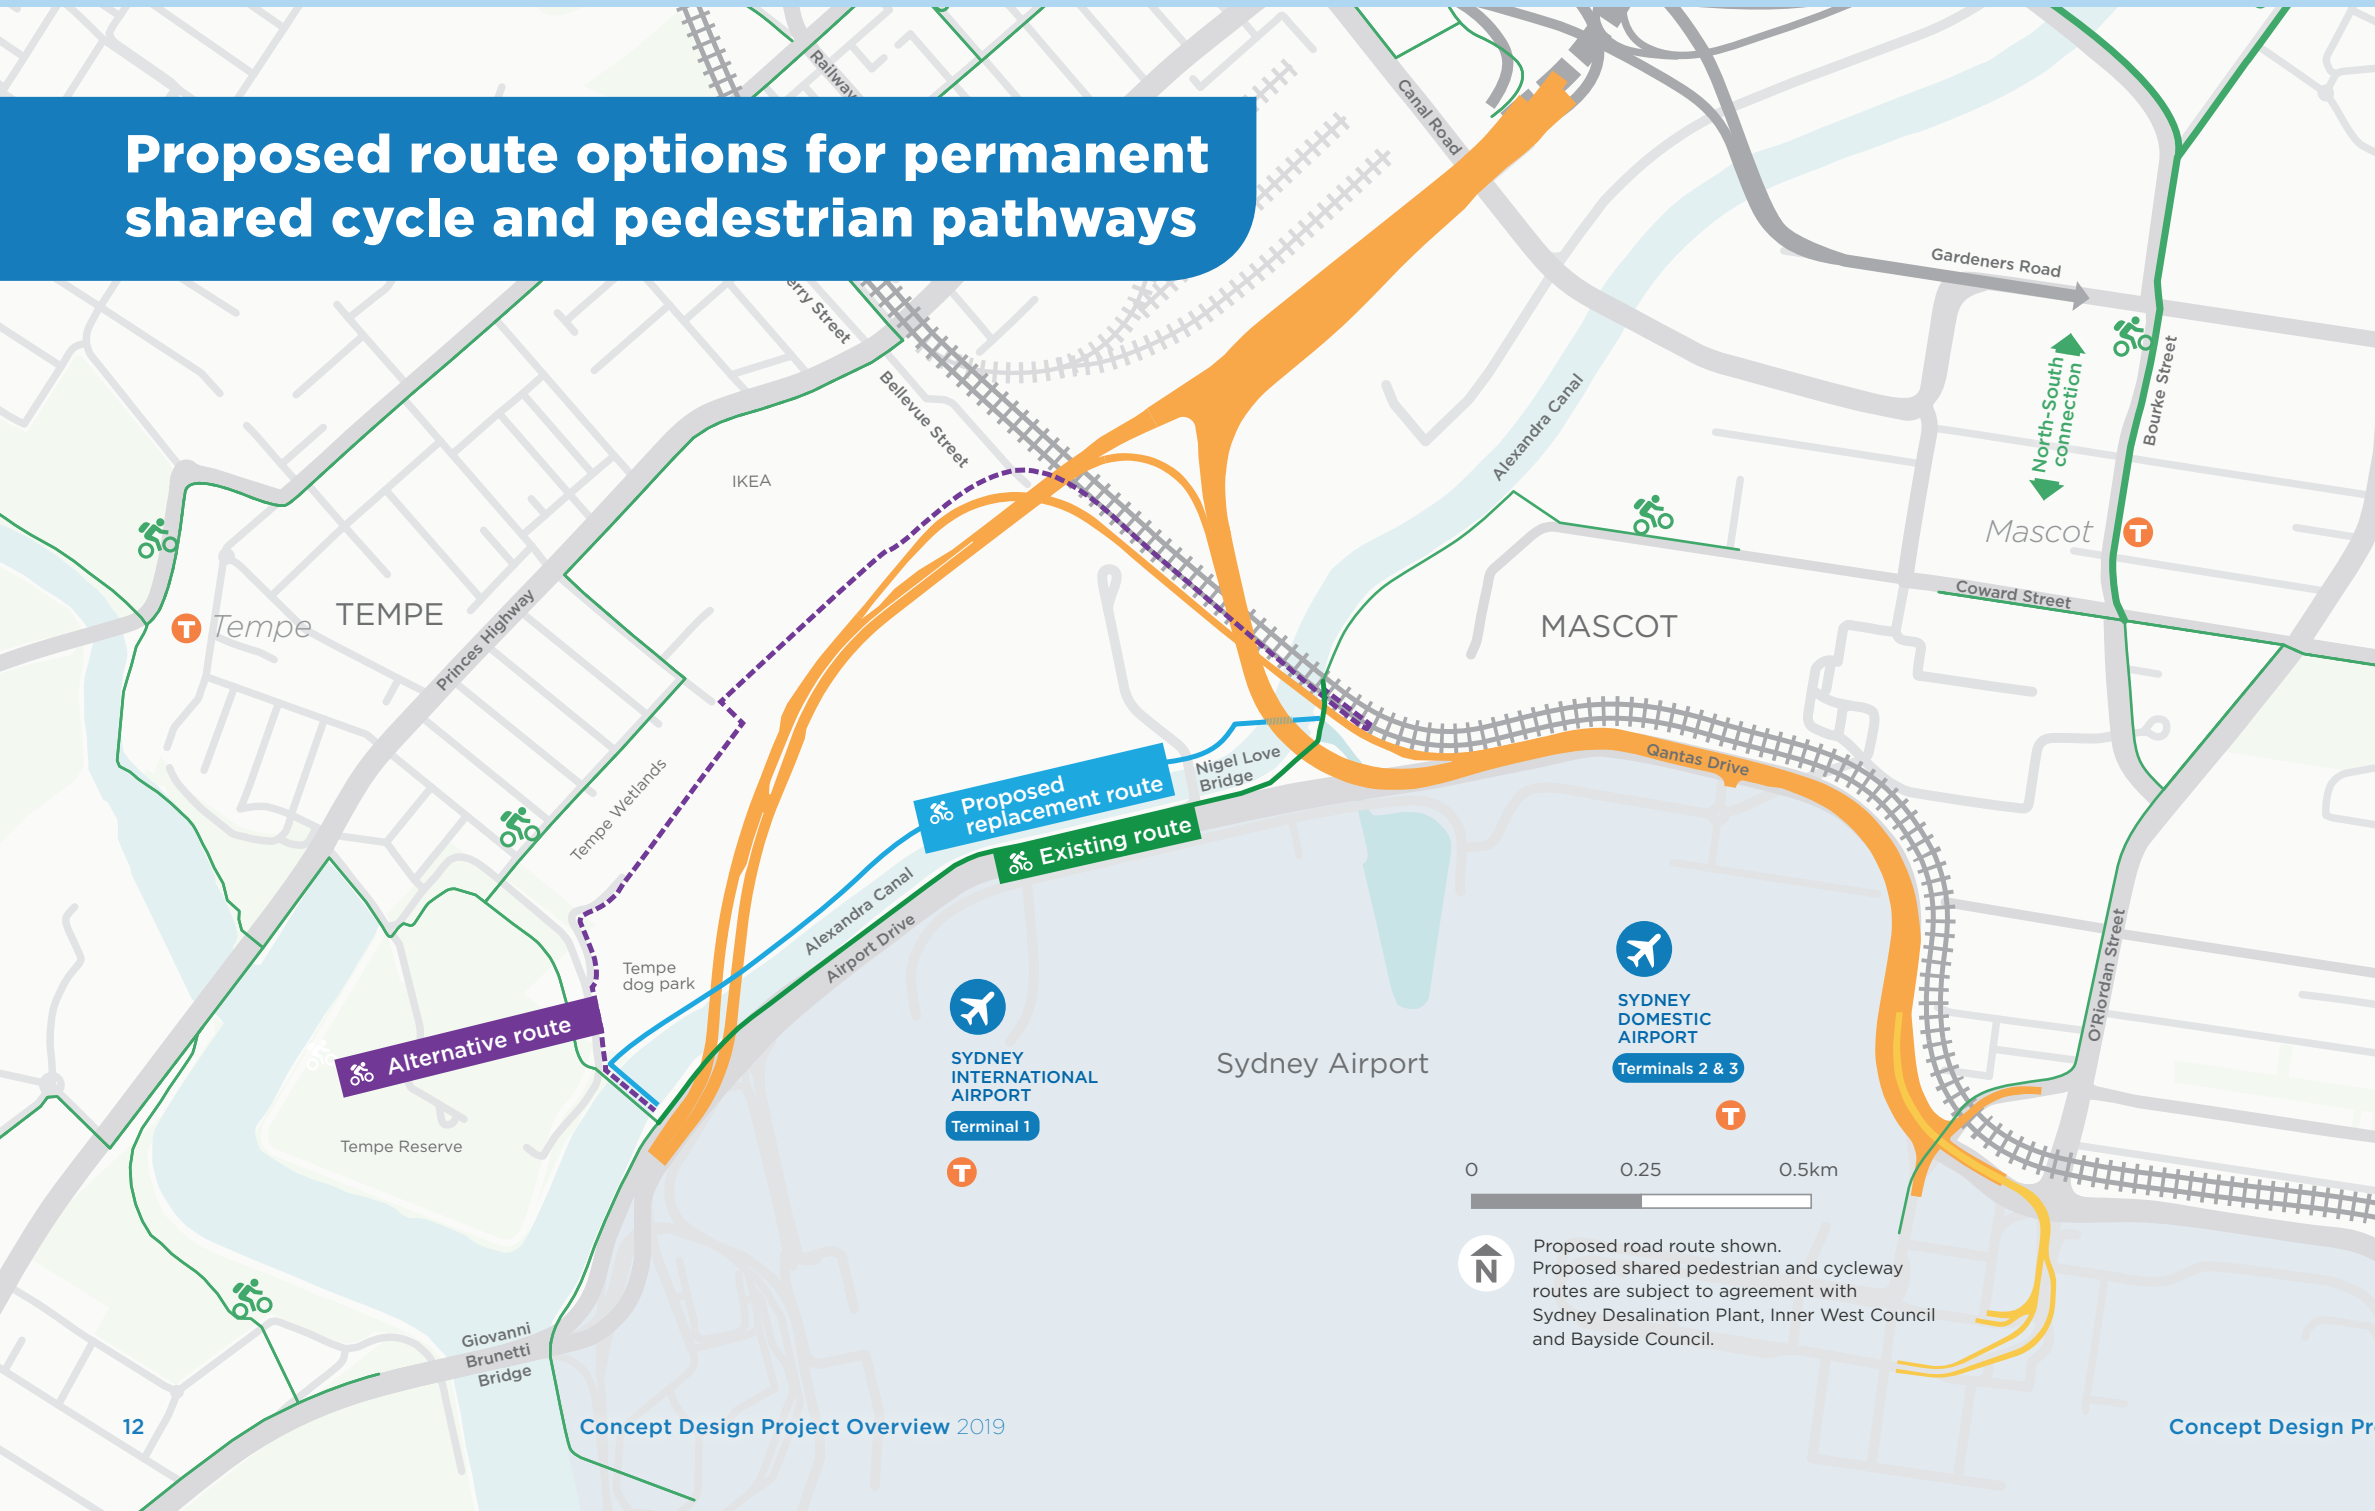 Proposed route options for permanent
shared cycle and pedestrian pathways
Railway
Canal Road
Gardeners Road
North-South
connection
Bourke Street
Street
Bellevue Street
IKEA
Alexandra Canal
Mascot
T
Coward Street
MASCOT
T
Tempe
TEMPE
Princes Highway
Tempe Wetlands
Nigel Love
Bridge
Qantas Drive
Proposed
replacement route
Existing route
Alexandra Canal
Airport Drive
O'Riordan Street
Tempe
dog park
Alternative route
Tempe Reserve
SYDNEY
INTERNATIONAL
AIRPORT
Terminal 1
T
Sydney Airport
SYDNEY
DOMESTIC
AIRPORT
Terminals 2 & 3
T
0 0.25 0.5km
N
Proposed road route shown.
Proposed shared pedestrian and cycleway
routes are subject to agreement with
Sydney Desalination Plant, Inner West Council
and Bayside Council.
Giovanni
Brunetti
Bridge
12
Concept Design Project Overview 2019
Concept Design